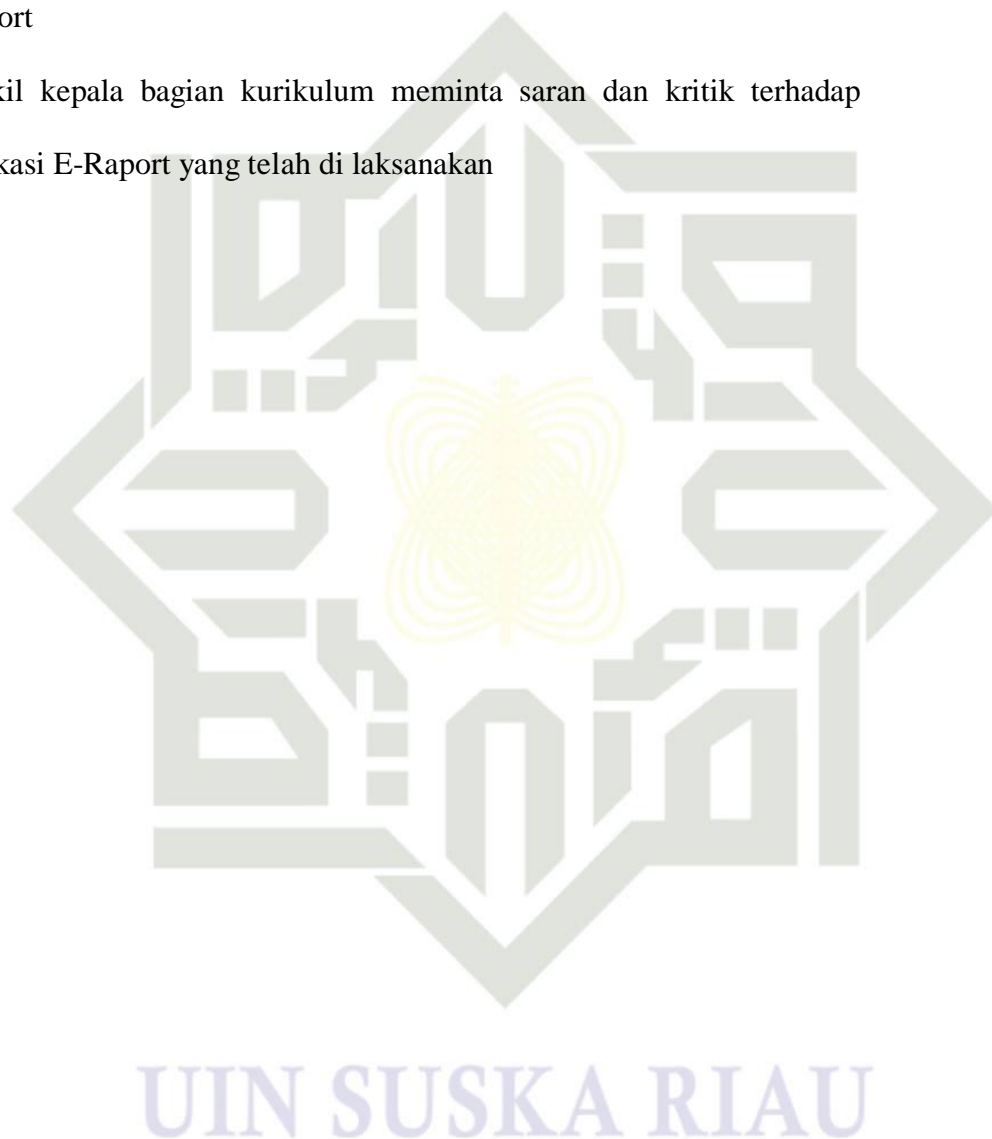 ort
kil kepala bagian kurikulum meminta saran dan kritik terhadap
kasi E-Raport yang telah di laksanakan
UIN SUSKA RIAU